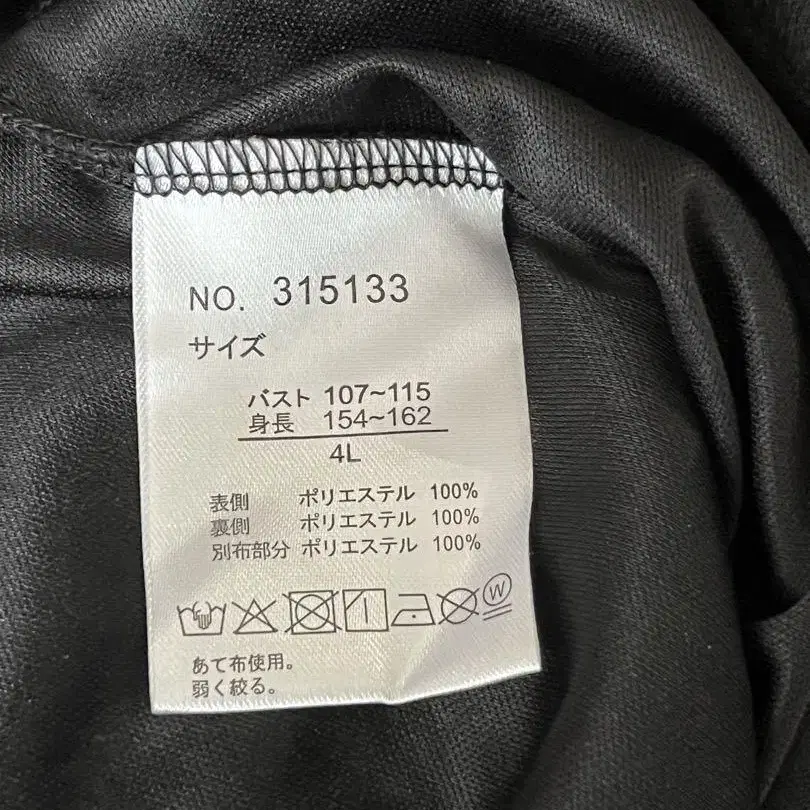 NO. 315133
サイズ
バスト 107~115
身長 154~162
4L
表側 ポリエステル 100%
裏側 ポリエステル 100%
別布部分 ポリエステル 100%
W
あて布使用。
弱く絞る。